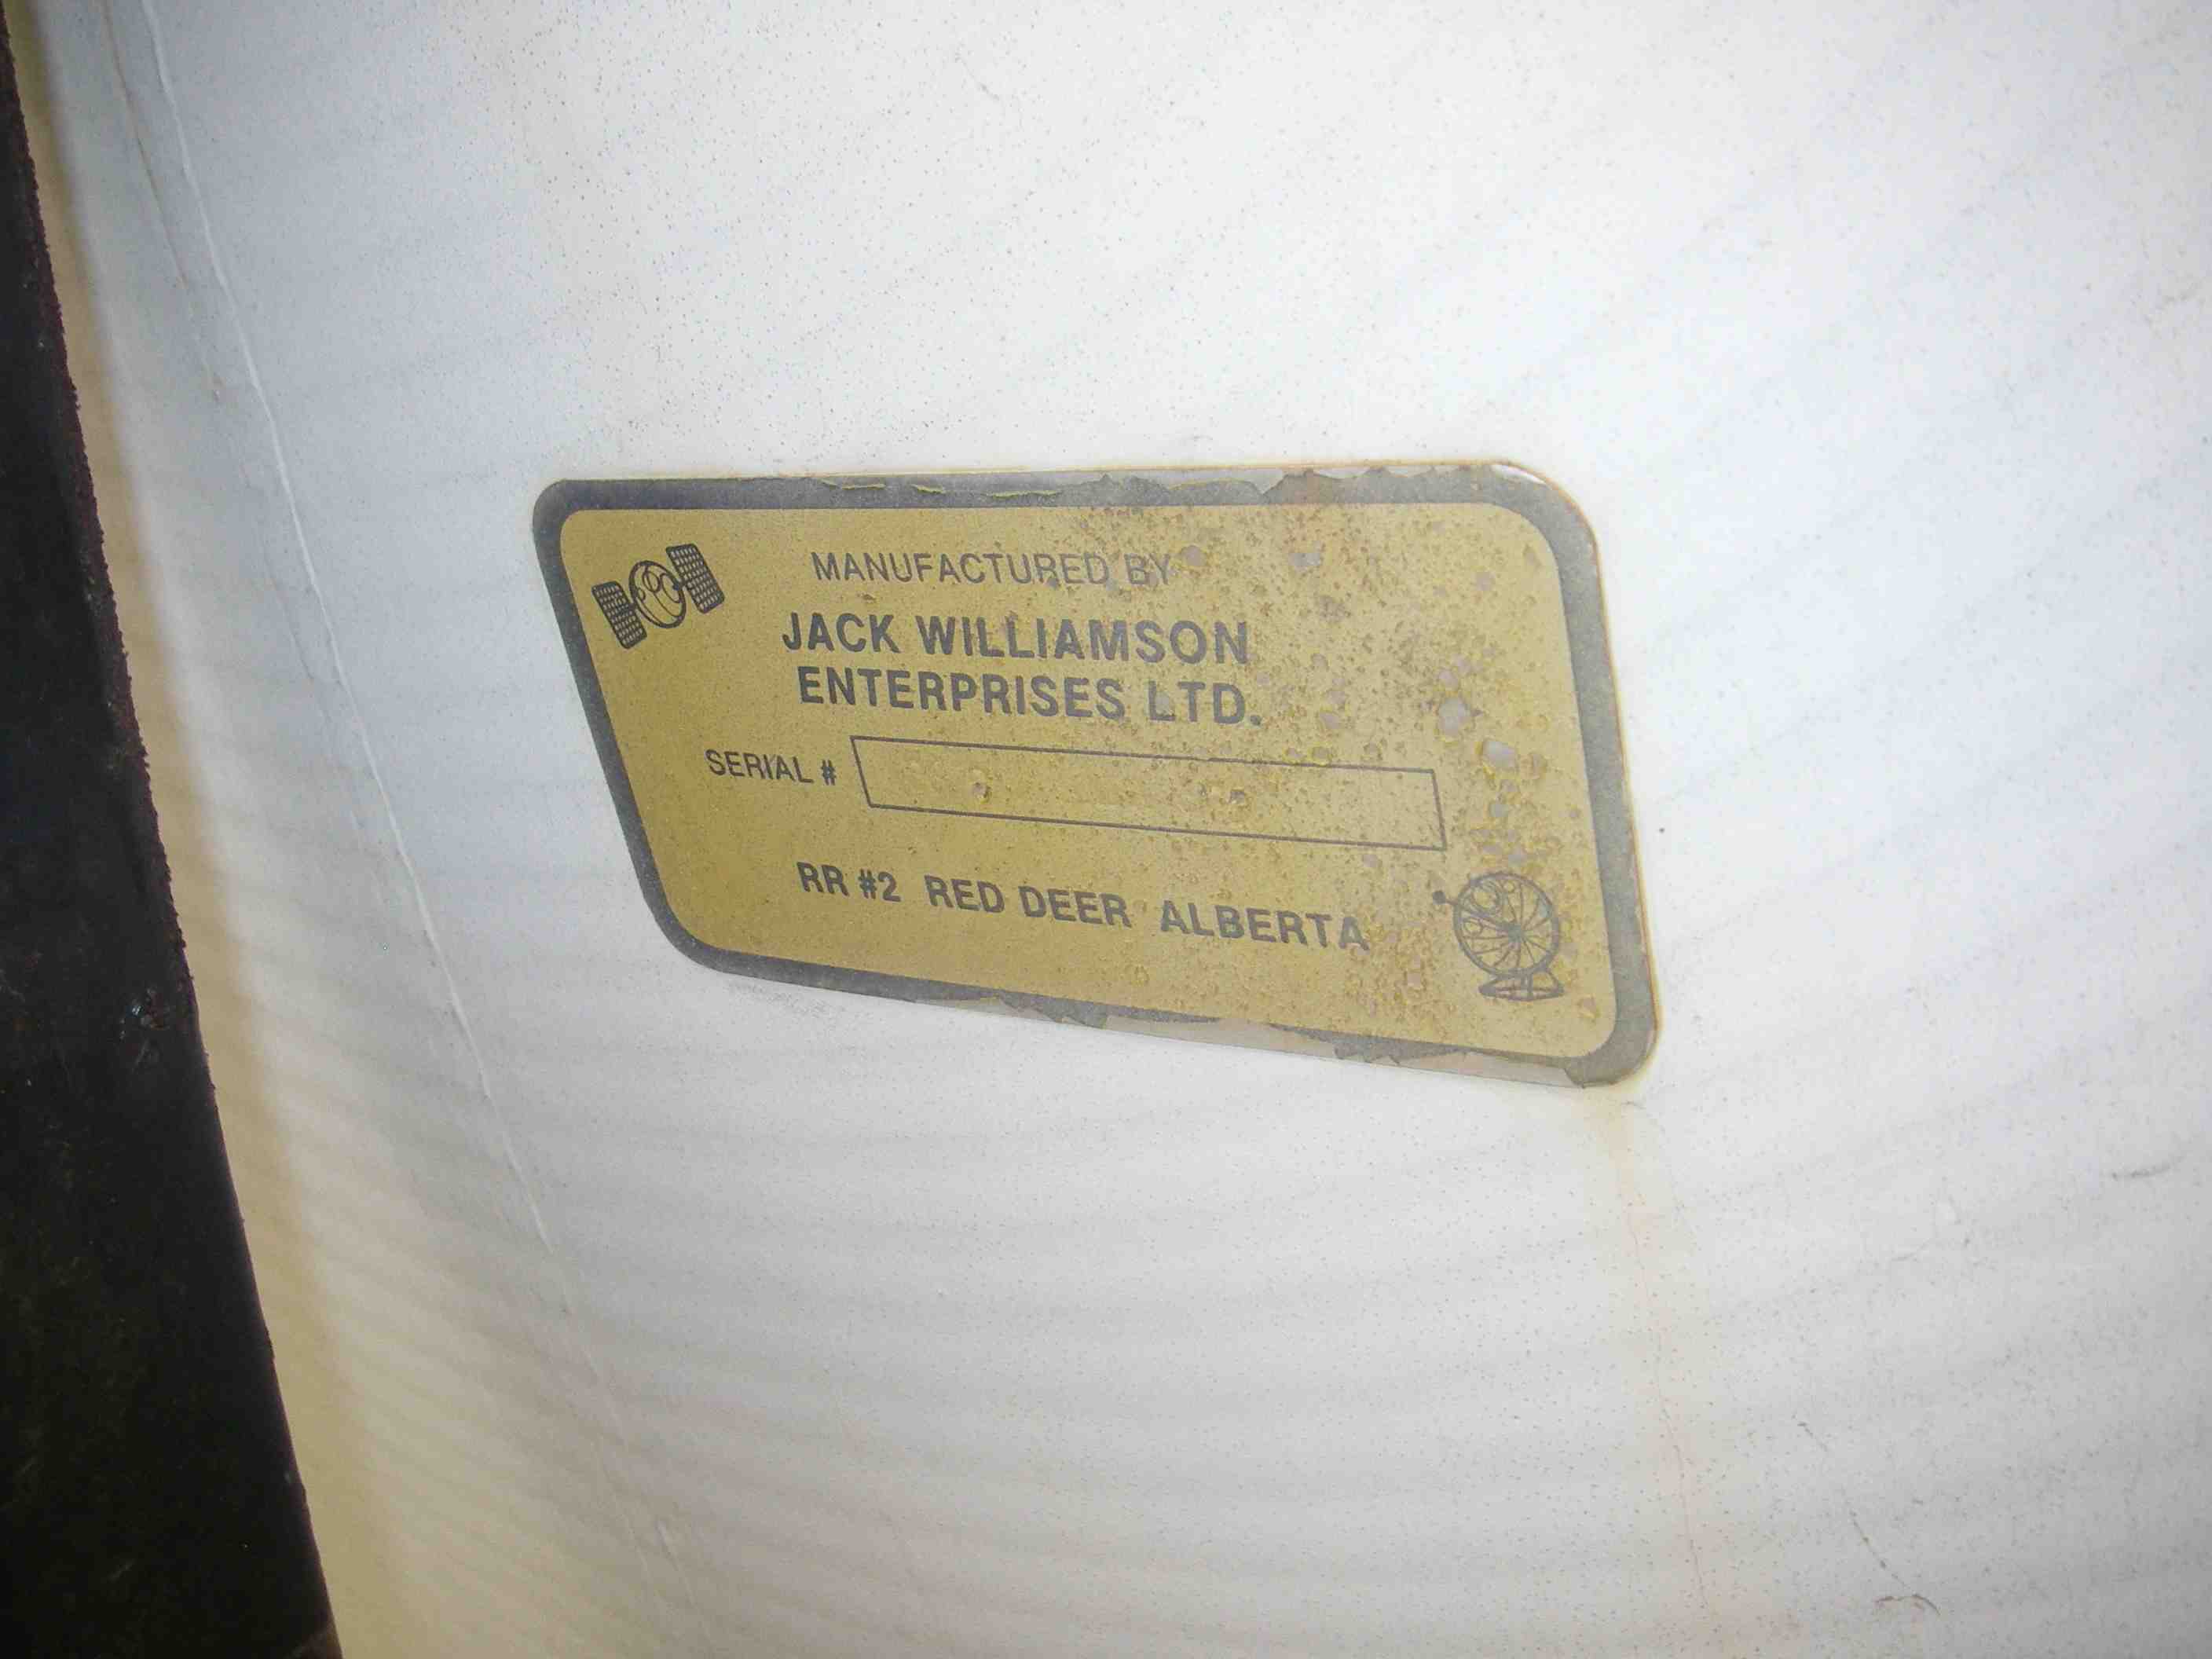 MANUFACTURED BY
JACK WILLIAMSON
ENTERPRISES LTD.
SERIAL #
RR #2 RED DEER ALBERTA